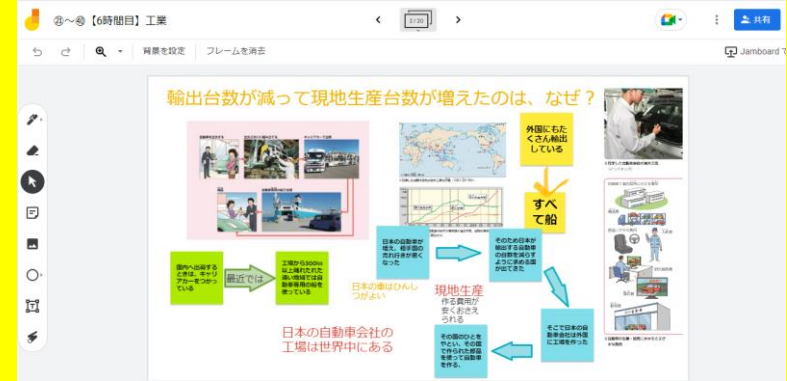 ㉑～㊵【6時間目】工業
2/20
共有
背景を設定
フレームを消去
Jamboard で
輸出台数が減って現地生産台数が増えたのは、なぜ？
外国にもた
くさん輸出
している
すべ
て船
国内へ出荷する
ときは、キャリ
アカーをつかっ
ている
最近では
工場から300㎞
以上離れたれた
遠い地域では自
動車専用の船を
使っている
日本の自動車が
増え、相手国の
売れ行きが悪く
なった
そのため日本が
輸出する自動車
の台数を減らす
ように求める国
が出てきた
日本の車はひんし
つがよい
現地生産
作る費用が
安くおさえ
られる
そこで日本の自
動車会社は外国
に工場を作った
日本の自動車会社の
工場は世界中にある
その国のひとを
やとい、その国
で作られた部品
を使って自動車
を作る、